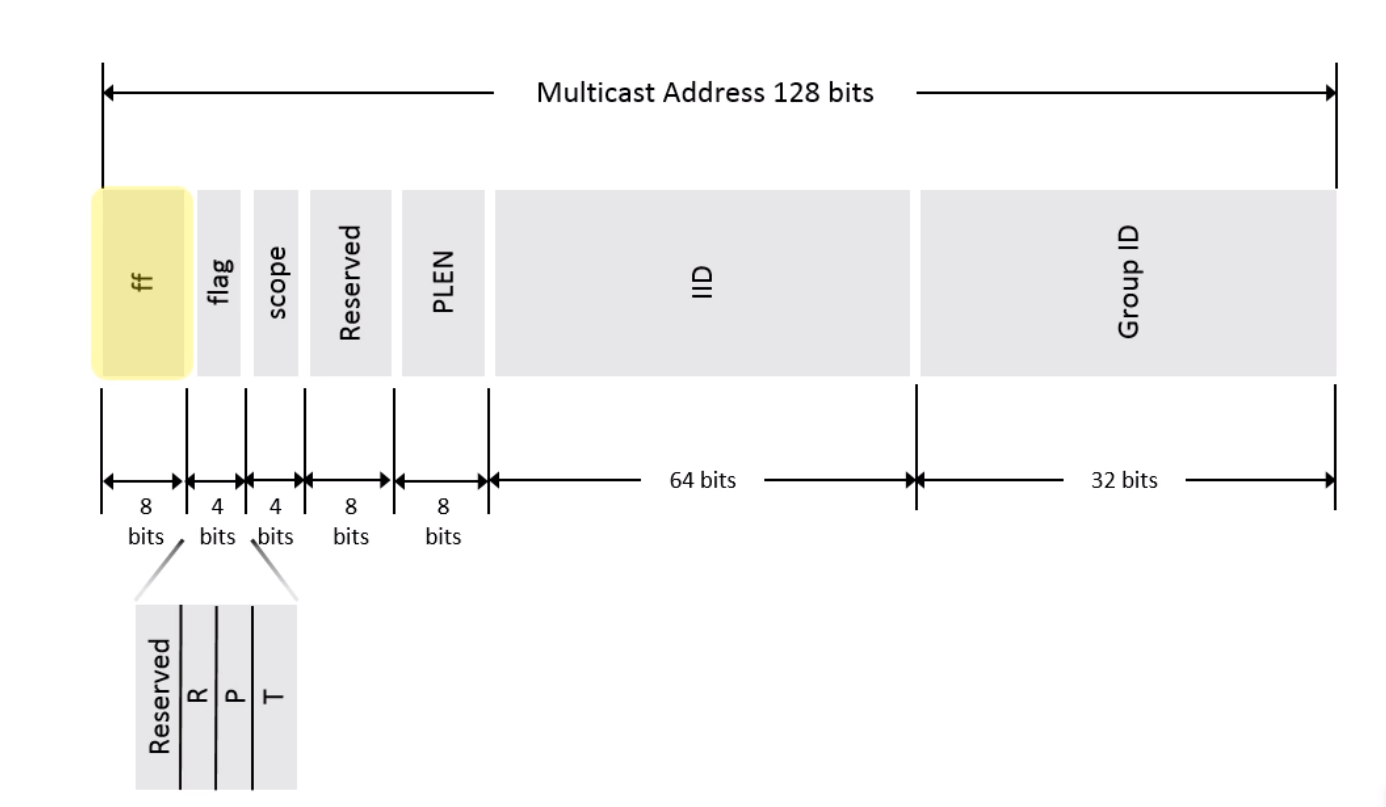 Multicast Address 128 bits
ff
flag
scope
Reserved
PLEN
IID
Group ID
8
bits
4
bits
4
bits
8
bits
8
bits
64 bits
32 bits
Reserved
R
P
T